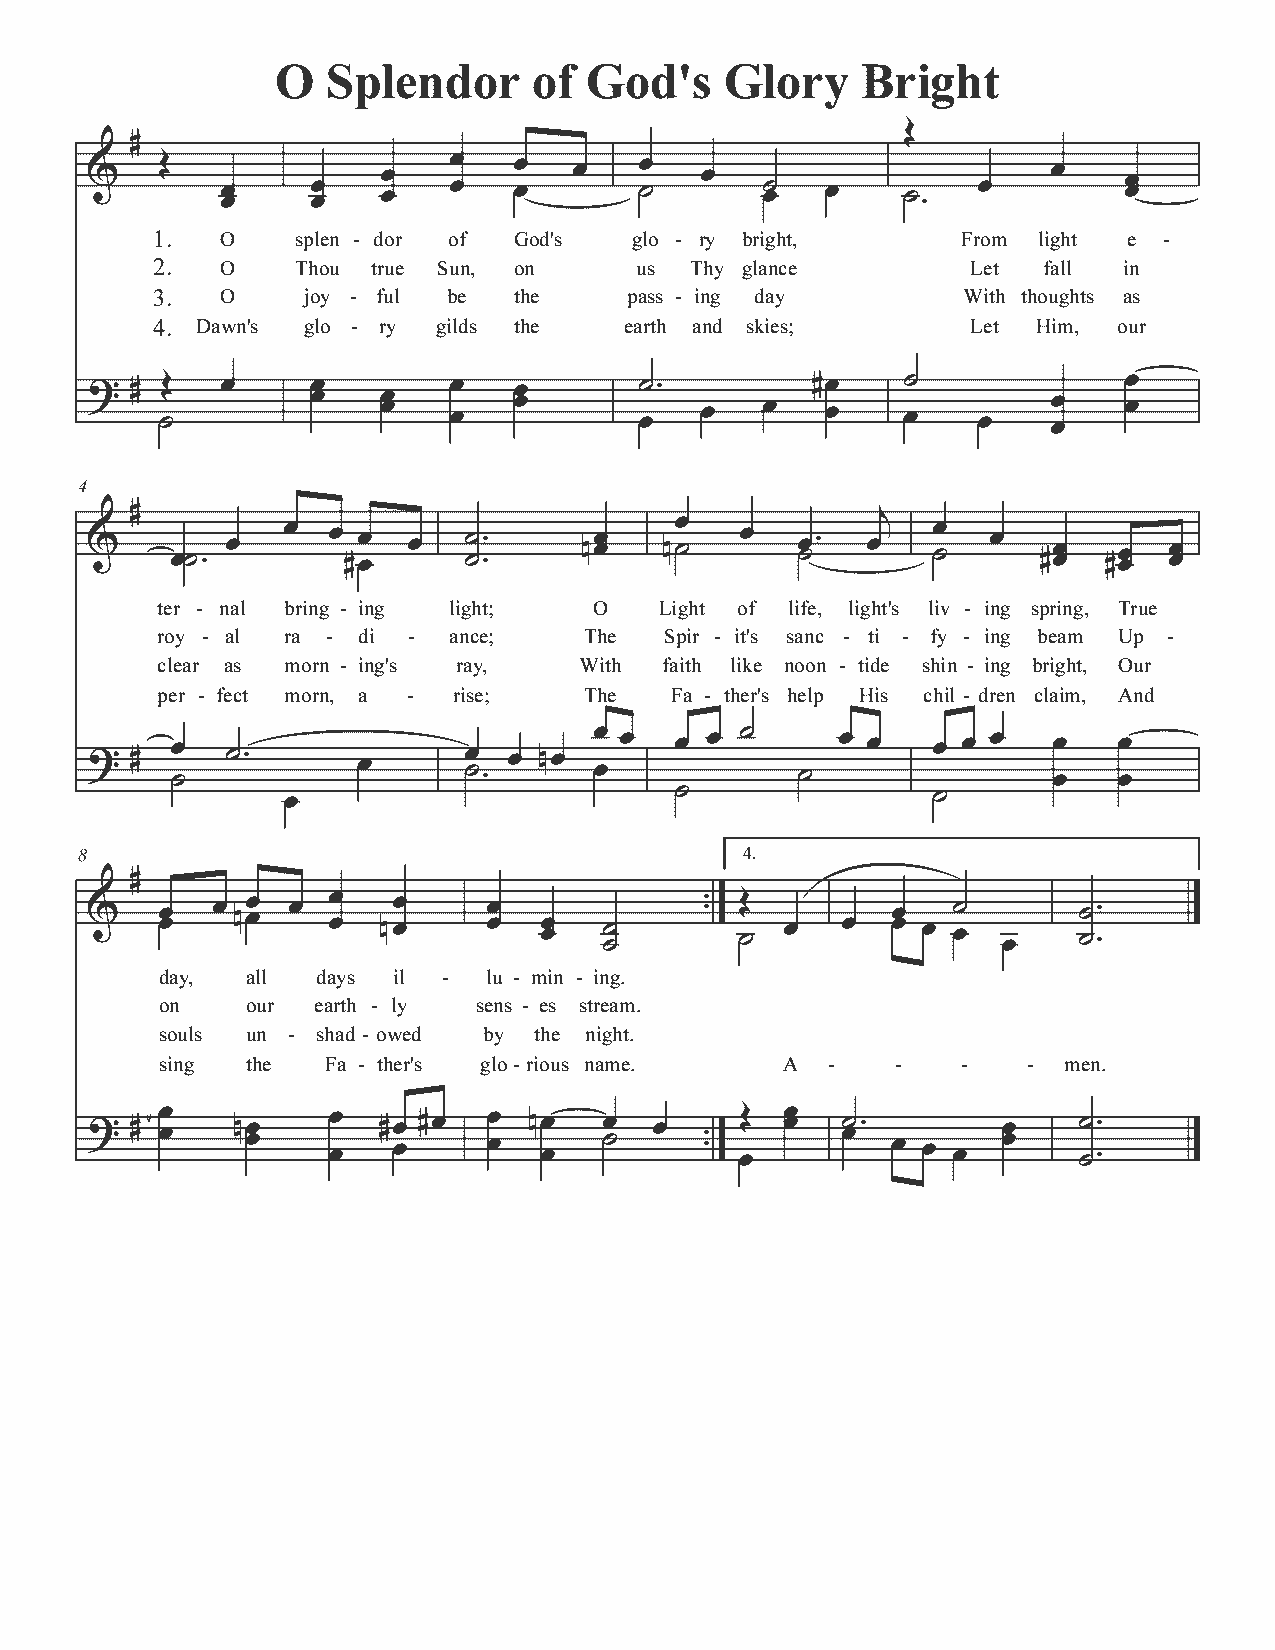 O Splendor of God's Glory Bright
1. O splen - dor of God's glo - ry bright, From light e -
2. O Thou true Sun, on us Thy glance Let fall in
3. O joy - ful be the pass - ing day With thoughts as
4. Dawn's glo - ry gilds the earth and skies; Let Him, our
4
ter - nal bring - ing light; O Light of life, light's liv - ing spring, True
roy - al ra - di - ance; The Spir - it's sanc - ti - fy - ing beam Up -
clear as morn - ing's ray, With faith like noon - tide shin - ing bright, Our
per - fect morn, a - rise; The Fa - ther's help His chil - dren claim, And
8
4.
day, all days il - lu - min - ing.
on our earth - ly sens - es stream.
souls un - shad - owed by the night.
sing the Fa - ther's glo - rious name. A - - - - men.